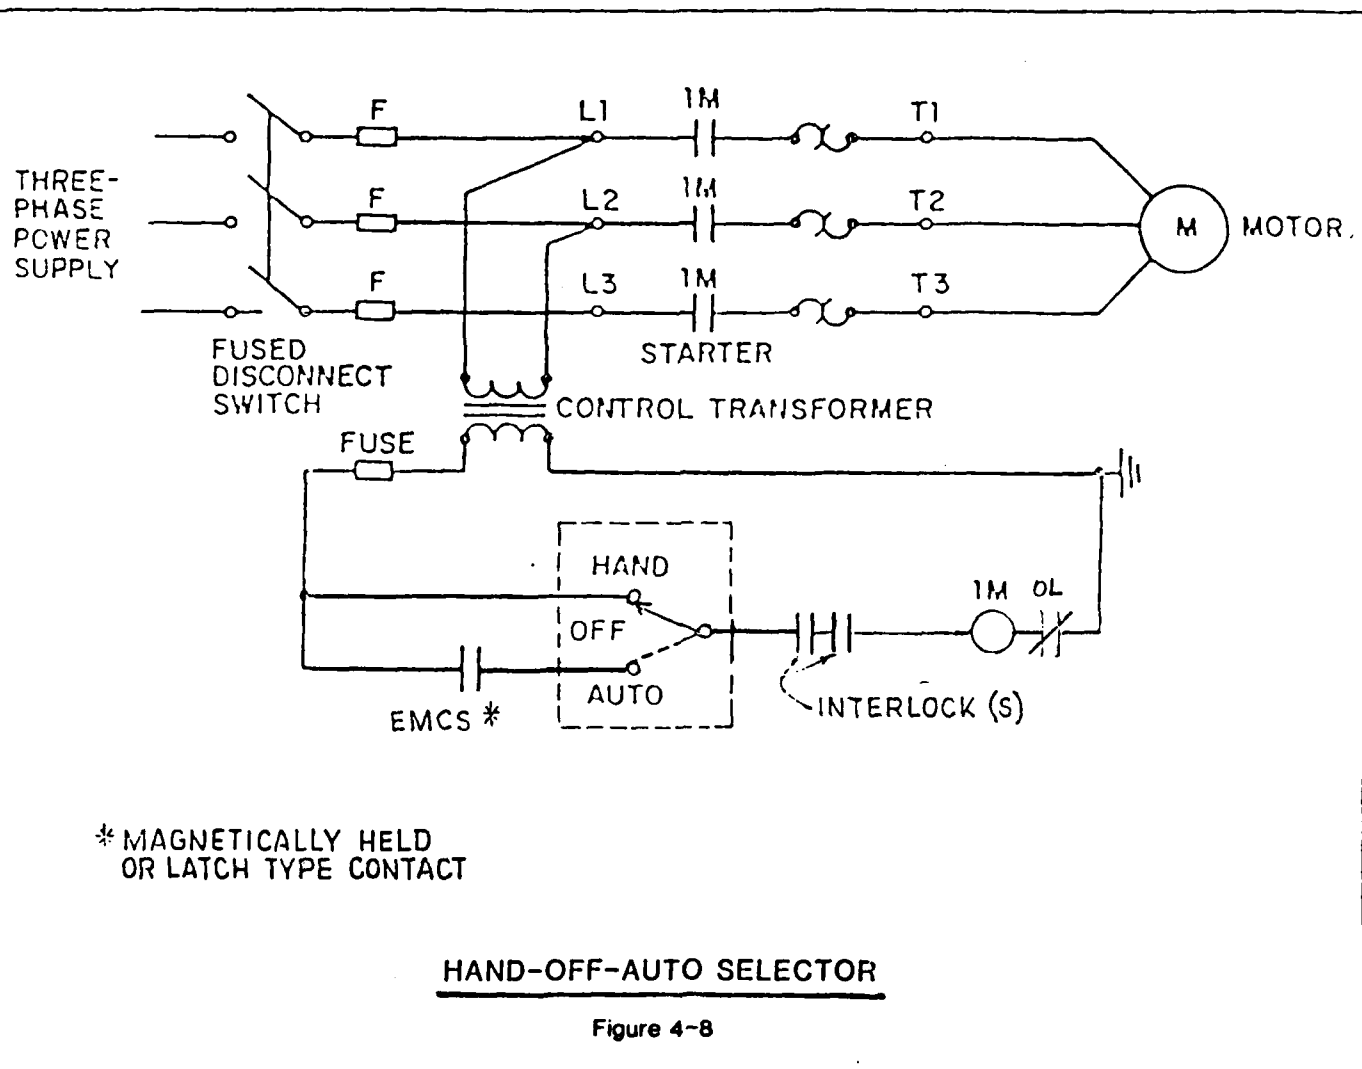 F
L1
1M
T1
THREE-
PHASE
POWER
SUPPLY
F
L2
1M
T2
M
MOTOR.
F
L3
1M
T3
FUSED
DISCONNECT
SWITCH
STARTER
CONTROL TRANSFORMER
FUSE
HAND
OFF
AUTO
1M
OL
EMCS *
INTERLOCK (S)
* MAGNETICALLY HELD
OR LATCH TYPE CONTACT
HAND-OFF-AUTO SELECTOR
Figure 4-8